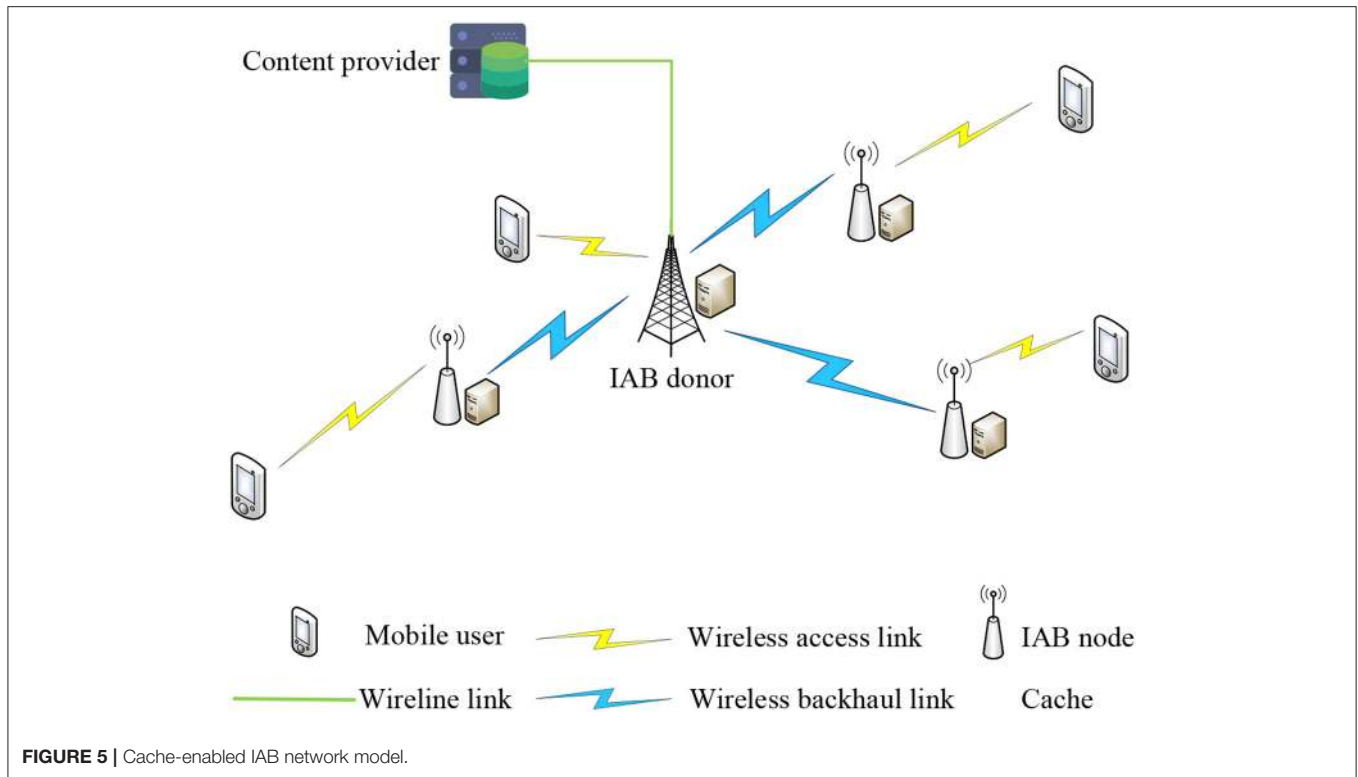 Content provider
IAB donor
Mobile user
Wireless access link
IAB node
Wireline link
Wireless backhaul link
Cache
FIGURE 5 | Cache-enabled IAB network model.